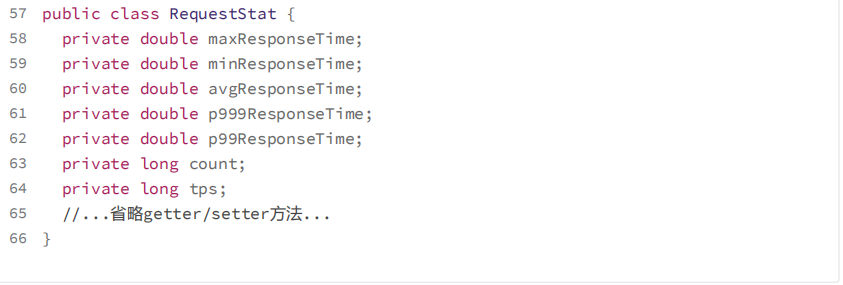 57 public class RequestStat {
58 private double maxResponseTime;
59 private double minResponseTime;
60 private double avgResponseTime;
61 private double p999ResponseTime;
62 private double p99ResponseTime;
63 private long count;
64 private long tps;
65 //...省略getter/setter方法...
66 }